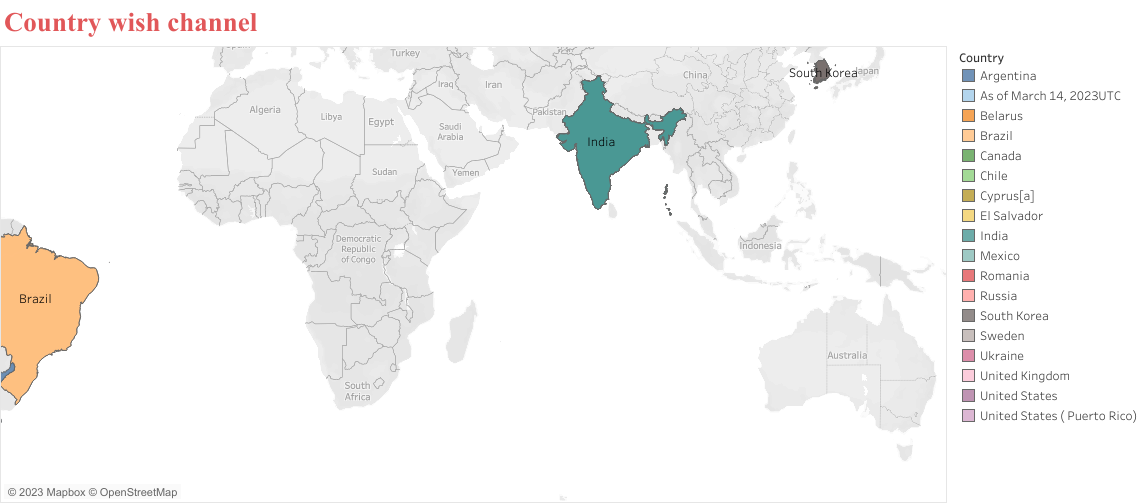 Country wish channel
Spain
Turkey
China
South Korea
Japan
Iraq
Iran
Algeria
Libya
Egypt
Pakistan
Saudi
Arabia
India
Sudan
Yemen
Democratic
Republic
of Congo
Indonesia
Brazil
Australia
South
Africa
© 2023 Mapbox © OpenStreetMap
Country
Argentina
As of March 14, 2023UTC
Belarus
Brazil
Canada
Chile
Cyprus[a]
El Salvador
India
Mexico
Romania
Russia
South Korea
Sweden
Ukraine
United Kingdom
United States
United States ( Puerto Rico)